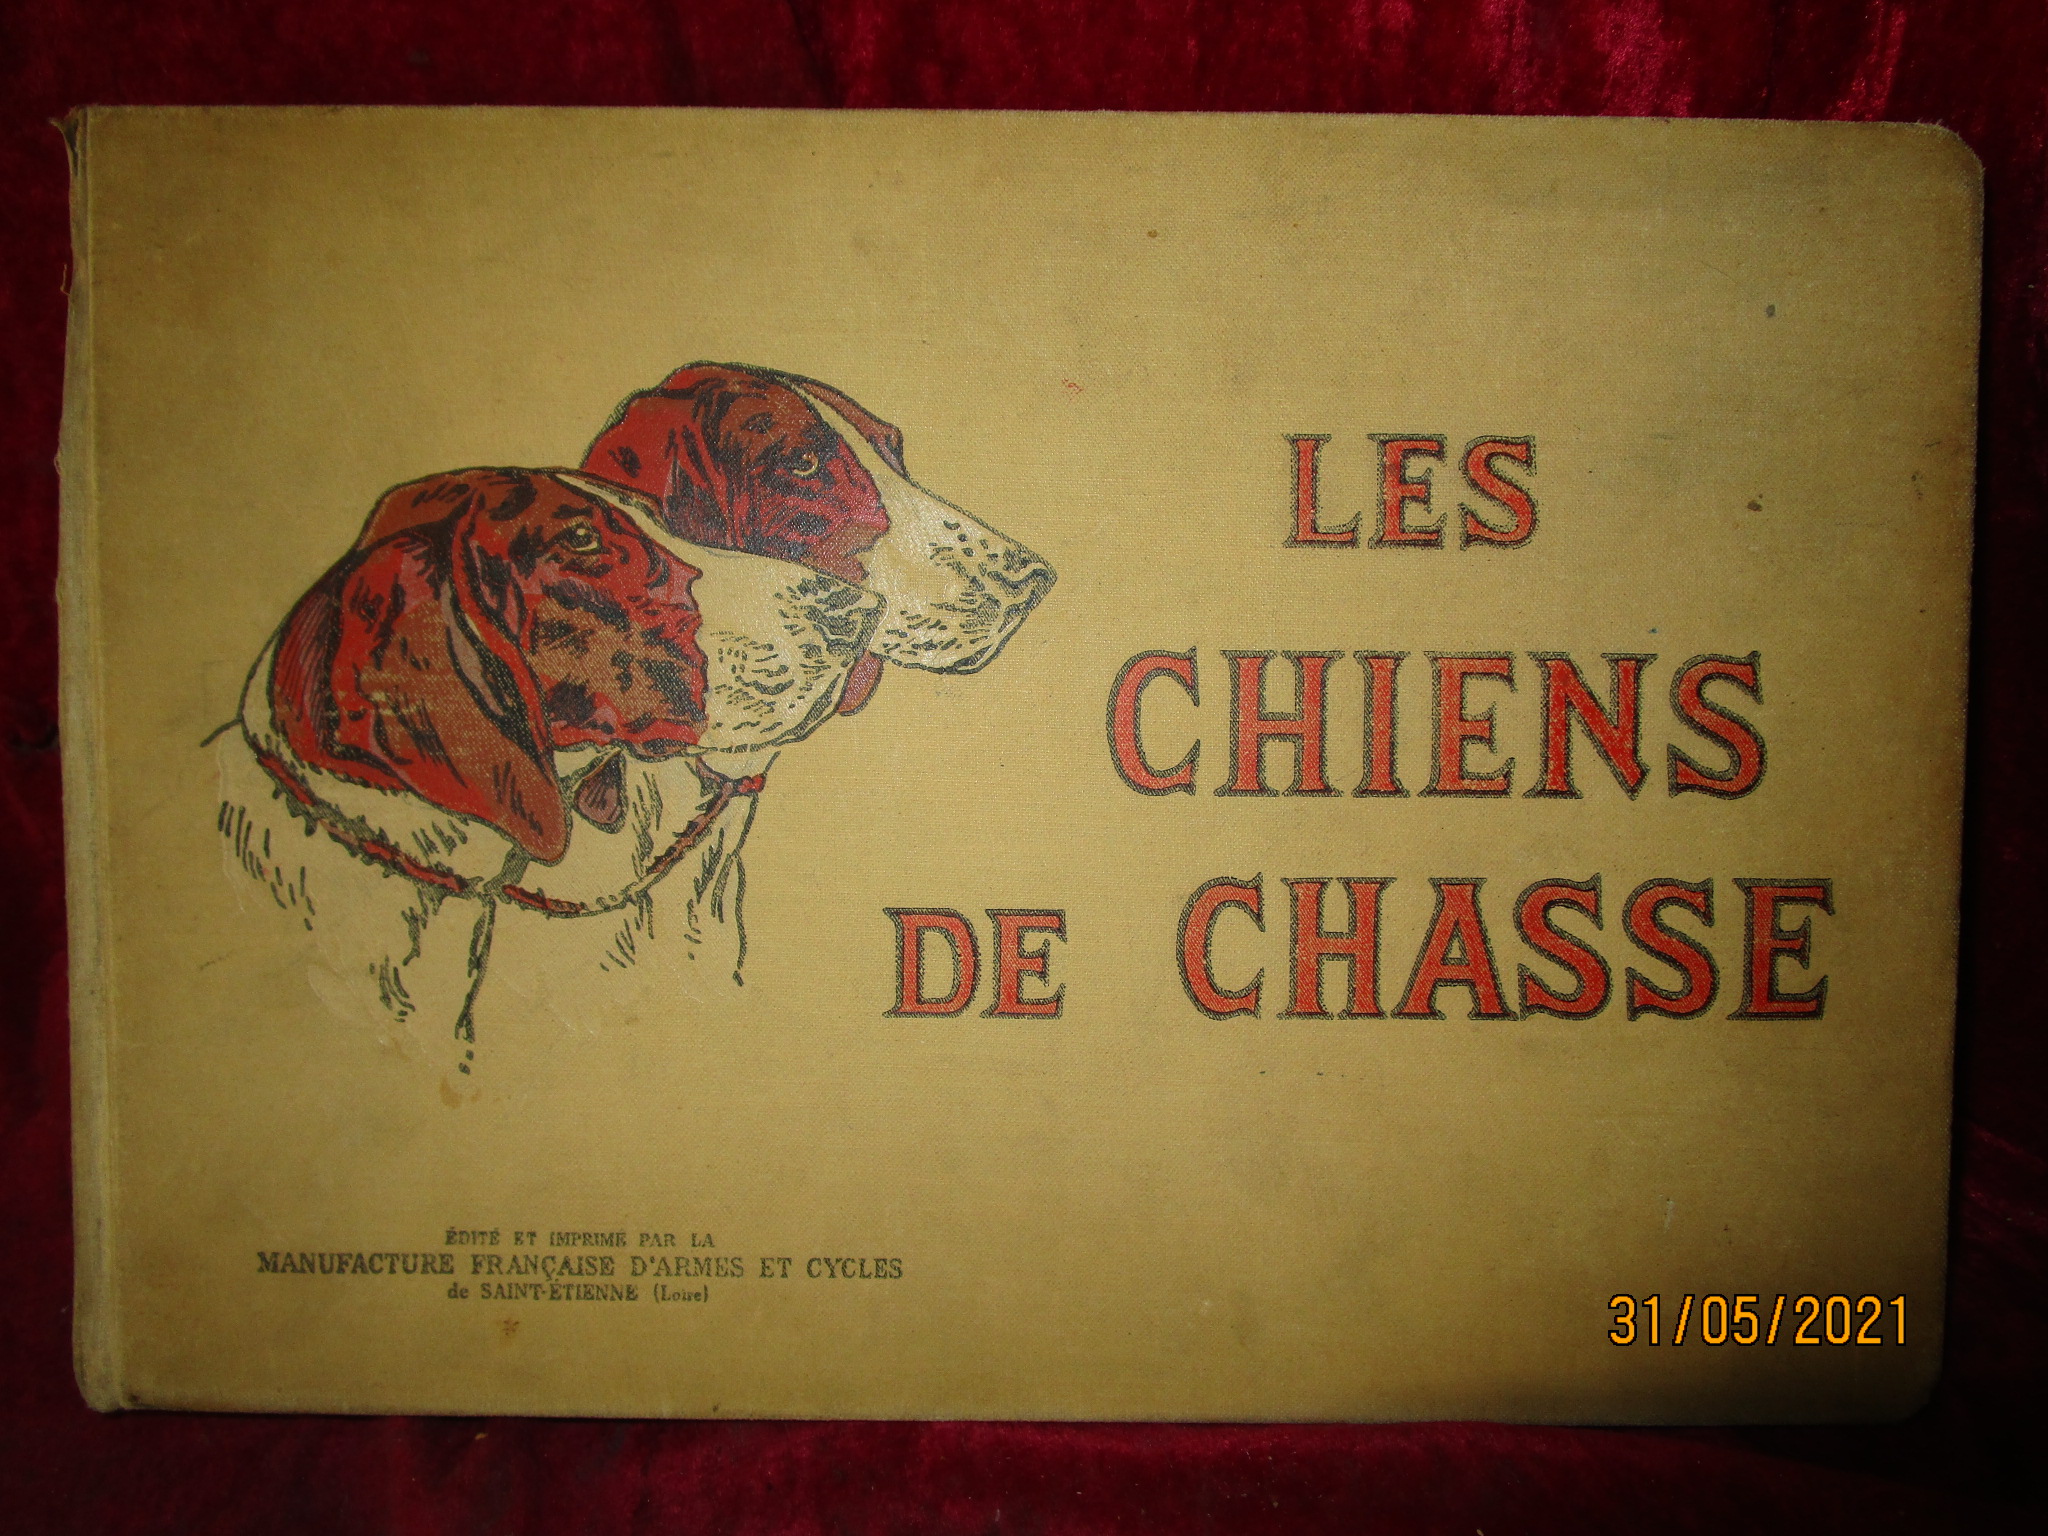 LES
CHIENS
DE CHASSE
ÉDITÉ ET IMPRIMÉ PAR LA
MANUFACTURE FRANÇAISE D'ARMES ET CYCLES
de SAINT-ÉTIENNE (Loire)
31/05/2021